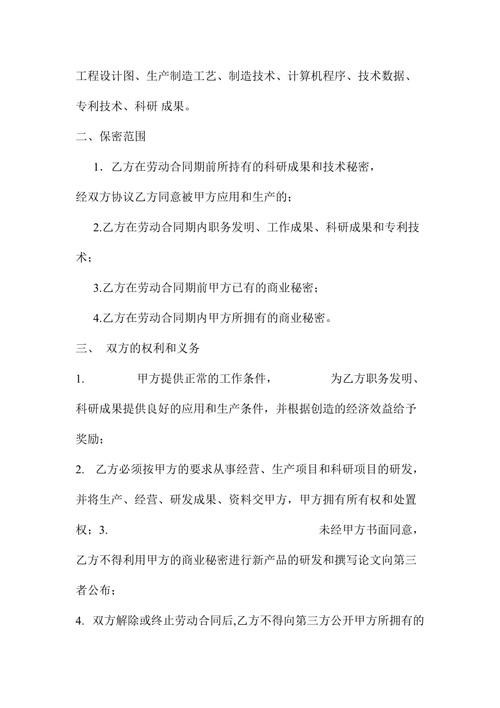 工程设计图、生产制造工艺、制造技术、计算机程序、技术数据、
专利技术、科研 成果。
二、保密范围
1．乙方在劳动合同期前所持有的科研成果和技术秘密，
经双方协议乙方同意被甲方应用和生产的；
2.乙方在劳动合同期内职务发明、工作成果、科研成果和专利技
术；
3.乙方在劳动合同期前甲方已有的商业秘密；
4.乙方在劳动合同期内甲方所拥有的商业秘密。
三、 双方的权利和义务
1. 甲方提供正常的工作条件， 为乙方职务发明、
科研成果提供良好的应用和生产条件，并根据创造的经济效益给予
奖励；
2. 乙方必须按甲方的要求从事经营、生产项目和科研项目的研发，
并将生产、经营、研发成果、资料交甲方，甲方拥有所有权和处置
权；3. 未经甲方书面同意，
乙方不得利用甲方的商业秘密进行新产品的研发和撰写论文向第三
者公布；
4. 双方解除或终止劳动合同后,乙方不得向第三方公开甲方所拥有的